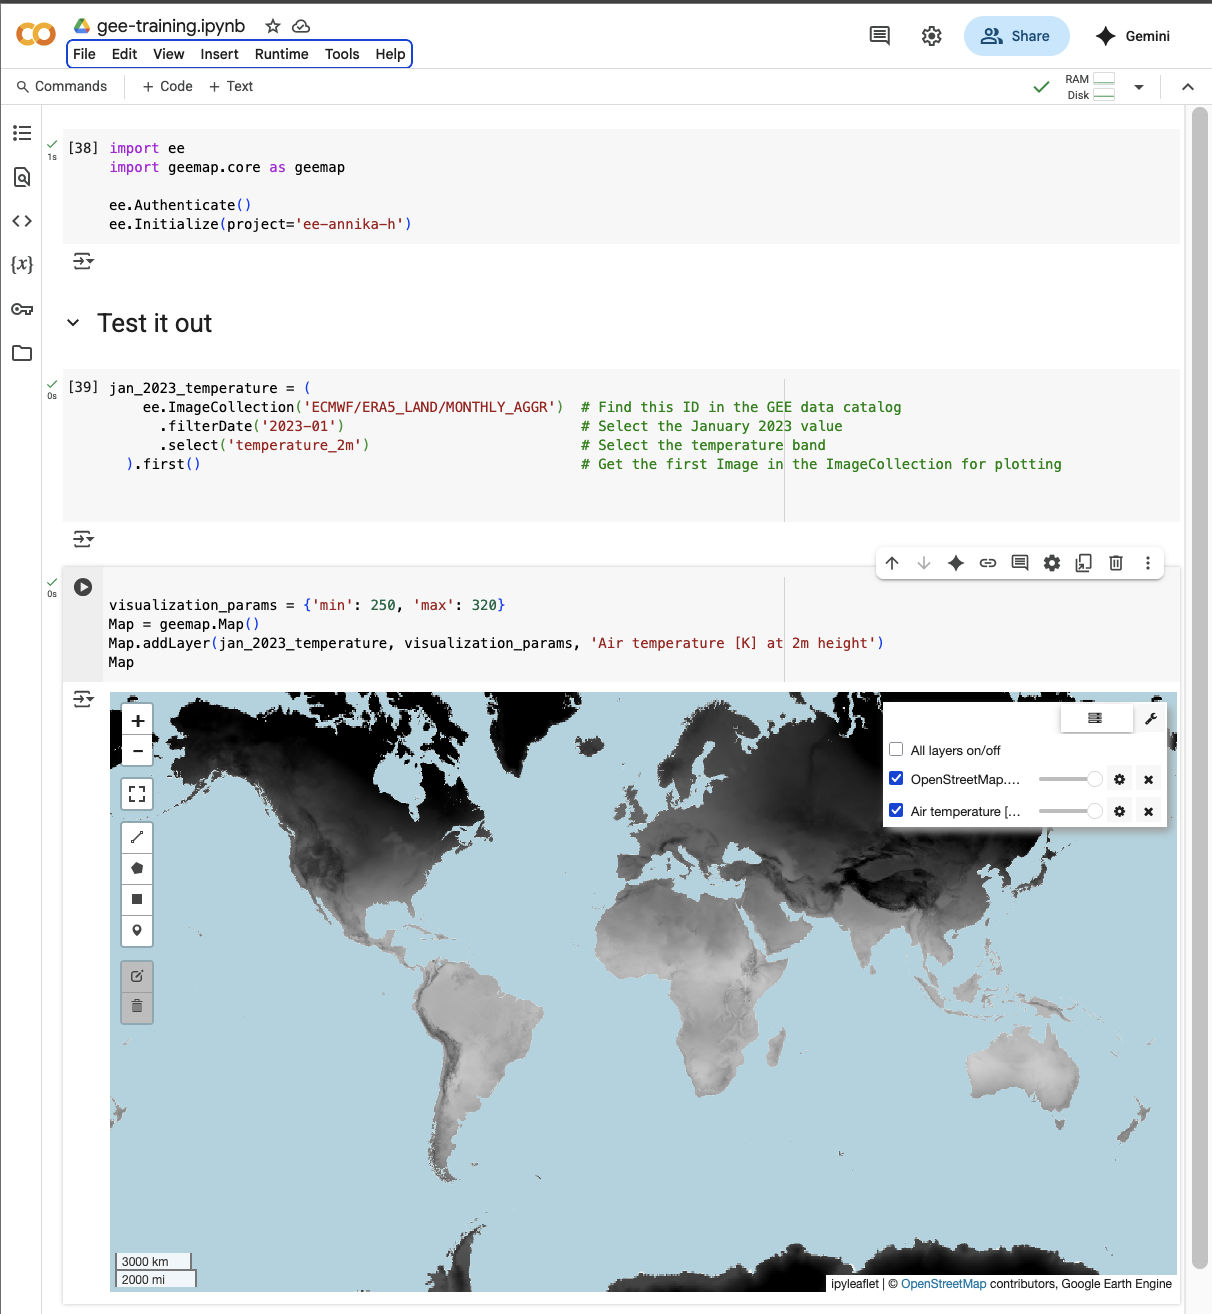 gee-training.ipynb
File Edit View Insert Runtime Tools Help
Share
Gemini
Commands + Code + Text
RAM
Disk
1s
[38] import ee
import geemap.core as geemap
ee.Authenticate()
ee.Initialize(project='ee-annika-h')
{x}
Test it out
0s
[39] jan_2023_temperature = (
ee.ImageCollection('ECMWF/ERA5_LAND/MONTHLY_AGGR') # Find this ID in the GEE data catalog
.filterDate('2023-01') # Select the January 2023 value
.select('temperature_2m') # Select the temperature band
).first() # Get the first Image in the ImageCollection for plotting
0s
visualization_params = {'min': 250, 'max': 320}
Map = geemap.Map()
Map.addLayer(jan_2023_temperature, visualization_params, 'Air temperature [K] at 2m height')
Map
+
−
All layers on/off
OpenStreetMap....
Air temperature [...
3000 km
2000 mi
ipyleaflet | © OpenStreetMap contributors, Google Earth Engine